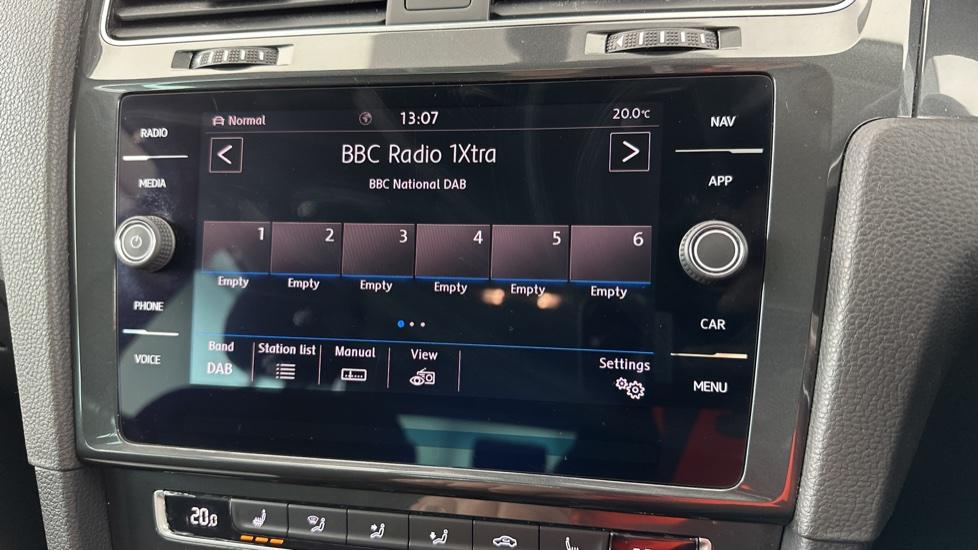 Normal 13:07 20.0°C
BBC Radio 1Xtra
BBC National DAB
1 2 3 4 5 6
Empty Empty Empty Empty Empty Empty
Band Station list Manual View Settings
DAB
RADIO
MEDIA
PHONE
VOICE
NAV
APP
CAR
MENU
20.0